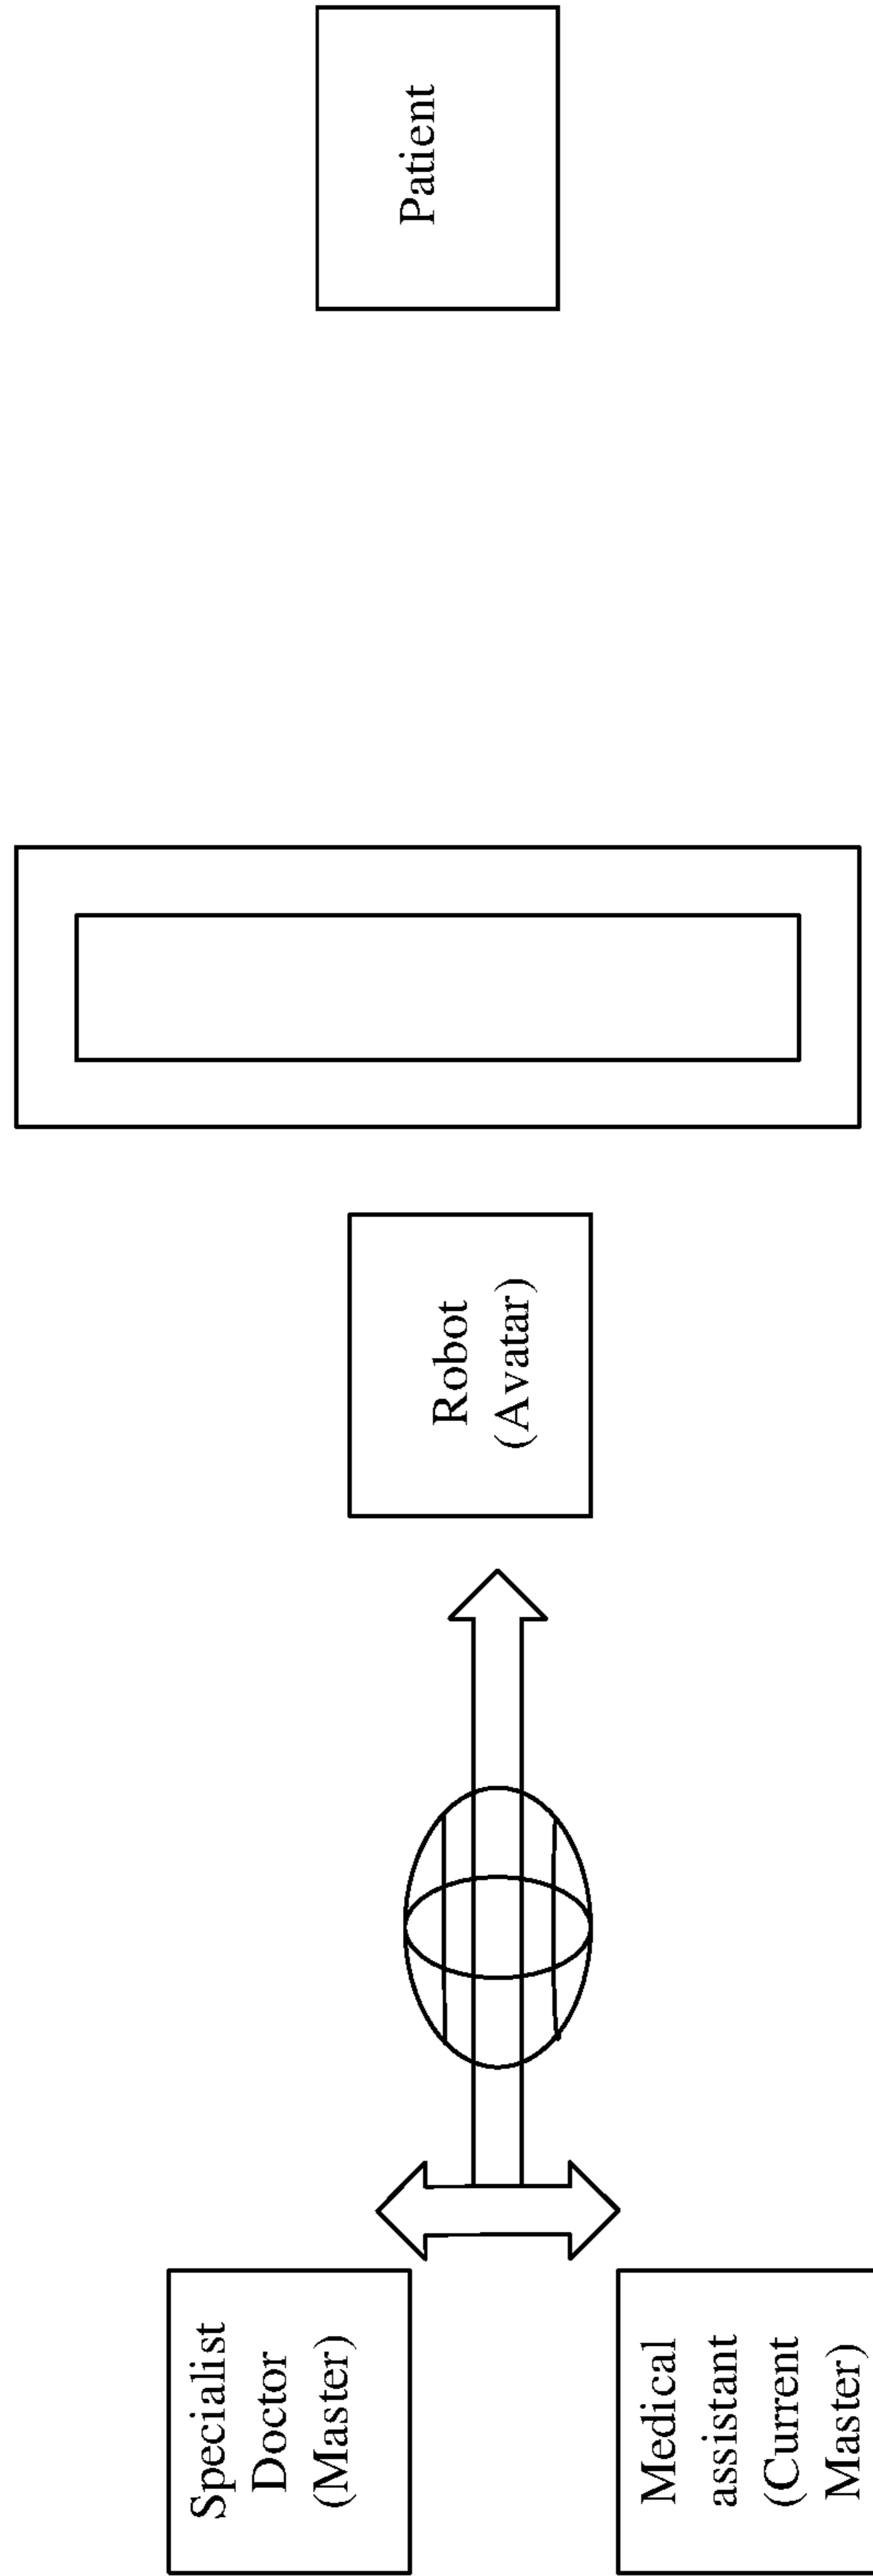 Specialist
Doctor
(Master)
Medical
assistant
(Current
Master)
Robot
(Avatar)
Patient